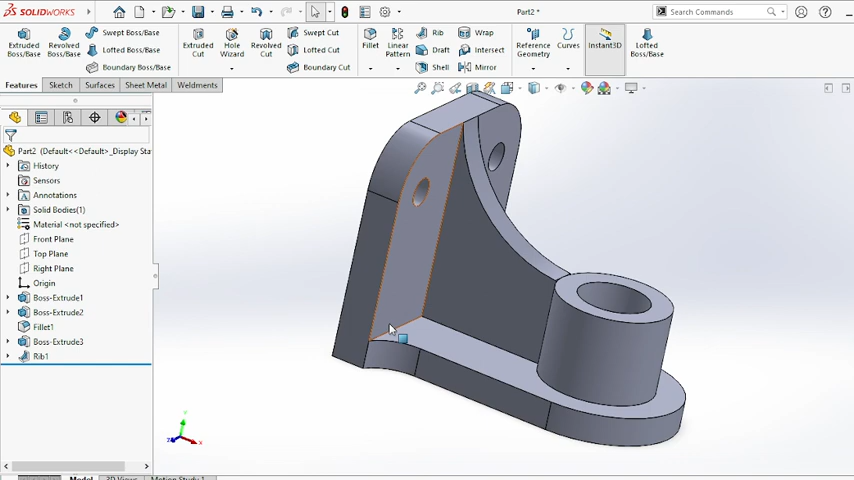 SOLIDWORKS
Part2 *
Search Commands
Extruded Boss/Base
Revolved Boss/Base
Swept Boss/Base
Lofted Boss/Base
Boundary Boss/Base
Extruded Cut
Hole Wizard
Revolved Cut
Swept Cut
Lofted Cut
Boundary Cut
Fillet
Linear Pattern
Rib
Draft
Shell
Wrap
Intersect
Mirror
Reference Geometry
Curves
Instant3D
Lofted Boss/Base
Features
Sketch
Surfaces
Sheet Metal
Weldments
Part2 (Default<<Default>_Display Sta
History
Sensors
Annotations
Solid Bodies(1)
Material <not specified>
Front Plane
Top Plane
Right Plane
Origin
Boss-Extrude1
Boss-Extrude2
Fillet1
Boss-Extrude3
Rib1
Y
X
Z
Model
3D Views
Motion Study 1